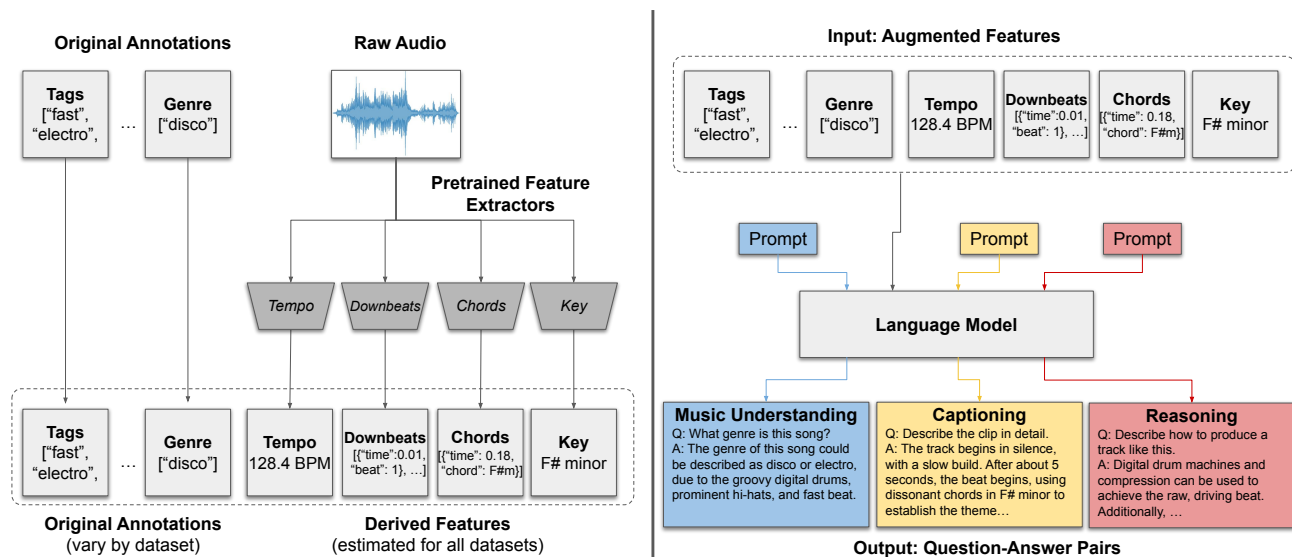 Original Annotations
Raw Audio
Tags
[“fast”,
“electro”,
...
Genre
[“disco”]
Pretrained Feature
Extractors
Tempo
Downbeats
Chords
Key
Tags
[“fast”,
“electro”,
...
Genre
[“disco”]
Tempo
128.4 BPM
Downbeats
[{“time”:0.01,
“beat”: 1}, …]
Chords
[{“time”: 0.18,
“chord”: F#m}]
Key
F# minor
Original Annotations
(vary by dataset)
Derived Features
(estimated for all datasets)
Input: Augmented Features
Tags
[“fast”,
“electro”,
...
Genre
[“disco”]
Tempo
128.4 BPM
Downbeats
[{“time”:0.01,
“beat”: 1}, …]
Chords
[{“time”: 0.18,
“chord”: F#m}]
Key
F# minor
Prompt
Prompt
Prompt
Language Model
Music Understanding
Q: What genre is this song?
A: The genre of this song could
be described as disco or electro,
due to the groovy digital drums,
prominent hi-hats, and fast beat.
Captioning
Q: Describe the clip in detail.
A: The track begins in silence,
with a slow build. After about 5
seconds, the beat begins, using
dissonant chords in F# minor to
establish the theme…
Reasoning
Q: Describe how to produce a
track like this.
A: Digital drum machines and
compression can be used to
achieve the raw, driving beat.
Additionally, …
Output: Question-Answer Pairs